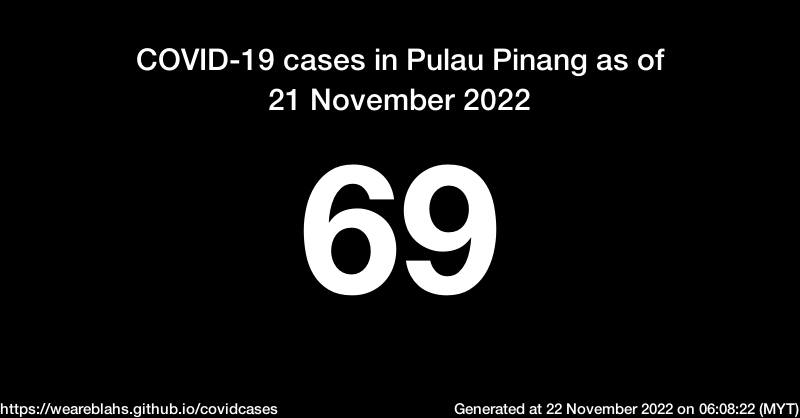 COVID-19 cases in Pulau Pinang as of
21 November 2022
69
https://weareblahs.github.io/covidcases
Generated at 22 November 2022 on 06:08:22 (MYT)